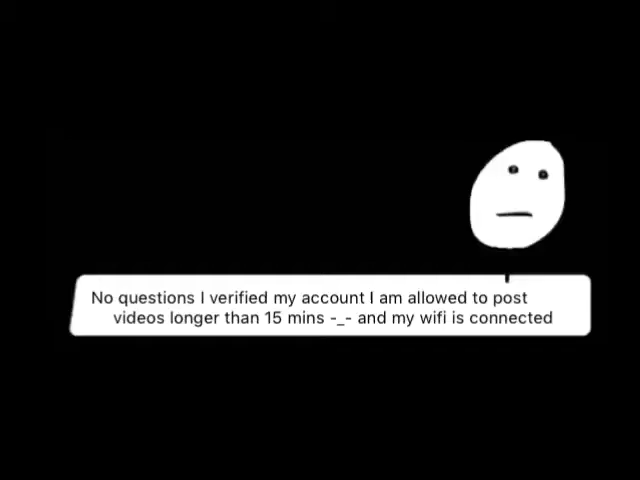 No questions I verified my account I am allowed to post
videos longer than 15 mins -_- and my wifi is connected